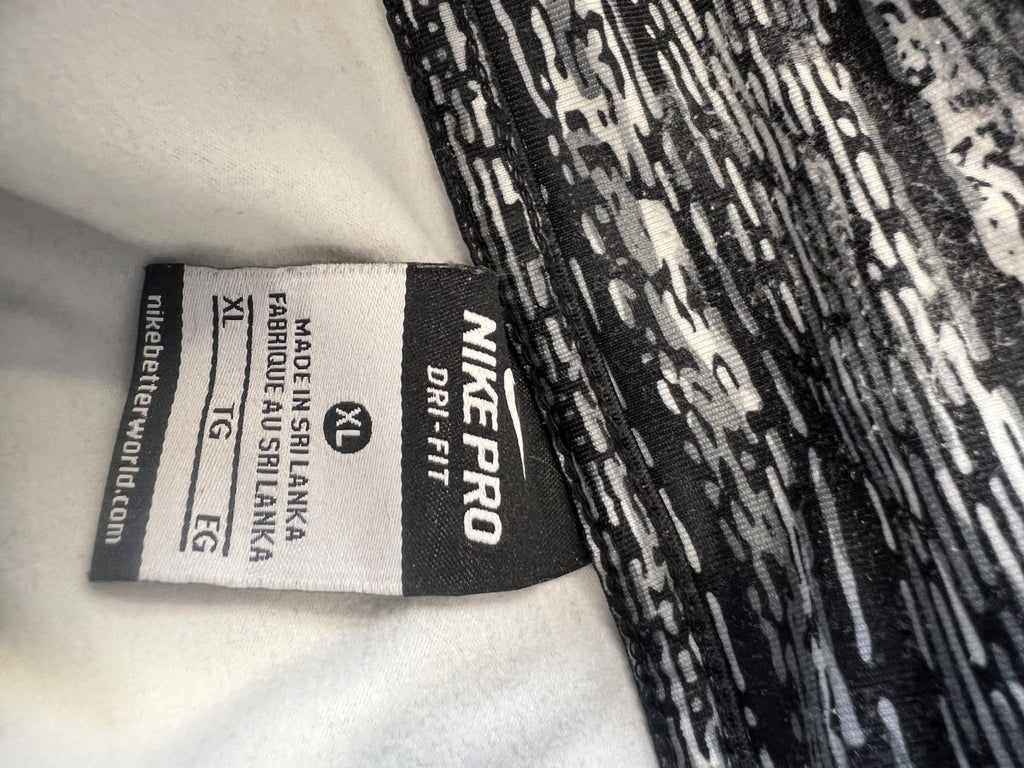 NIKE PRO
DRI-FIT
XL
MADE IN SRI LANKA
FABRIQUE AU SRI LANKA
XL TG EG
nikebetterworld.com